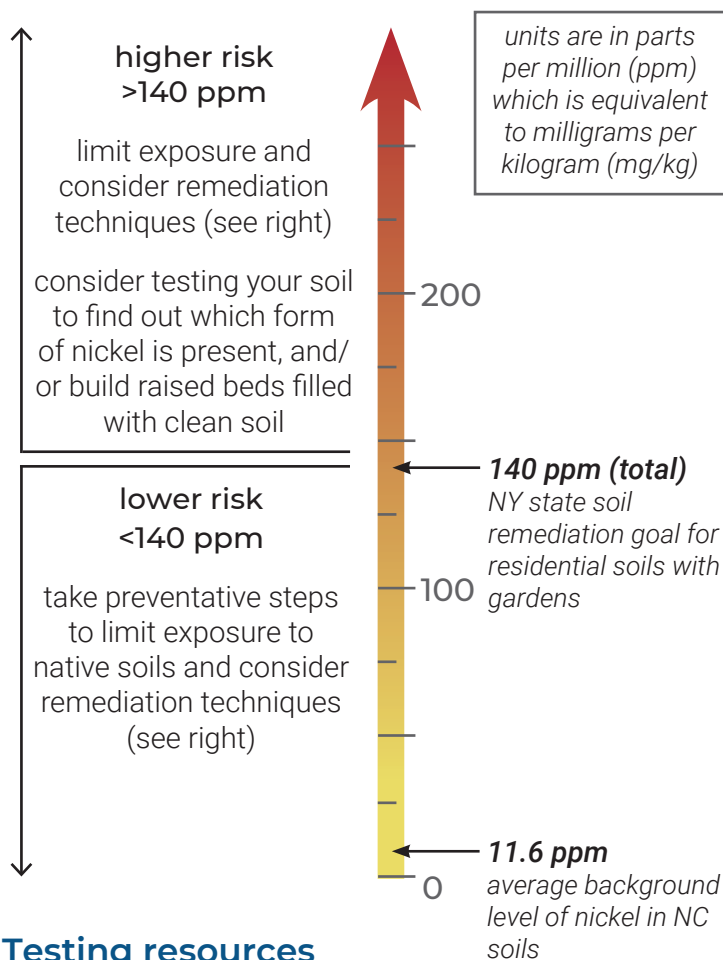 higher risk
>140 ppm
limit exposure and
consider remediation
techniques (see right)
consider testing your soil
to find out which form
of nickel is present, and/
or build raised beds filled
with clean soil
lower risk
<140 ppm
take preventative steps
to limit exposure to
native soils and consider
remediation techniques
(see right)
units are in parts
per million (ppm)
which is equivalent
to milligrams per
kilogram (mg/kg)
200
140 ppm (total)
NY state soil
remediation goal for
residential soils with
gardens
100
11.6 ppm
average background
level of nickel in NC
soils
0
Testing resources